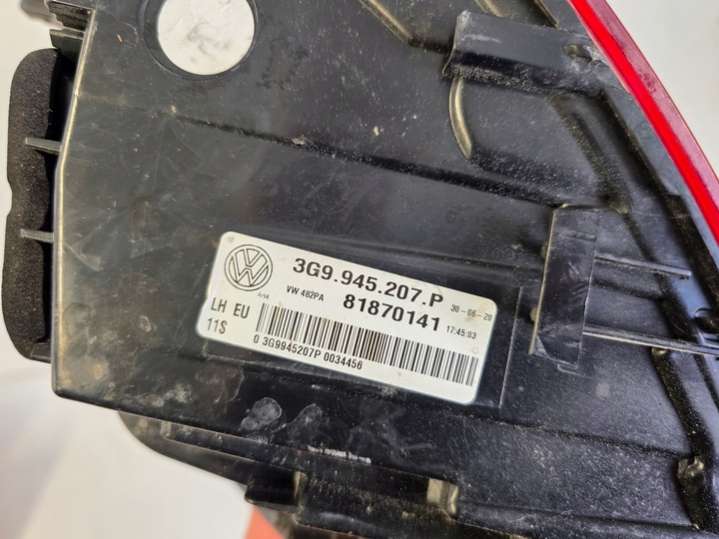 3G9.945.207.P
VW 482PA 81870141
30-06-20
17:45:03
LH EU
11S
0 3G9945207P 0034456